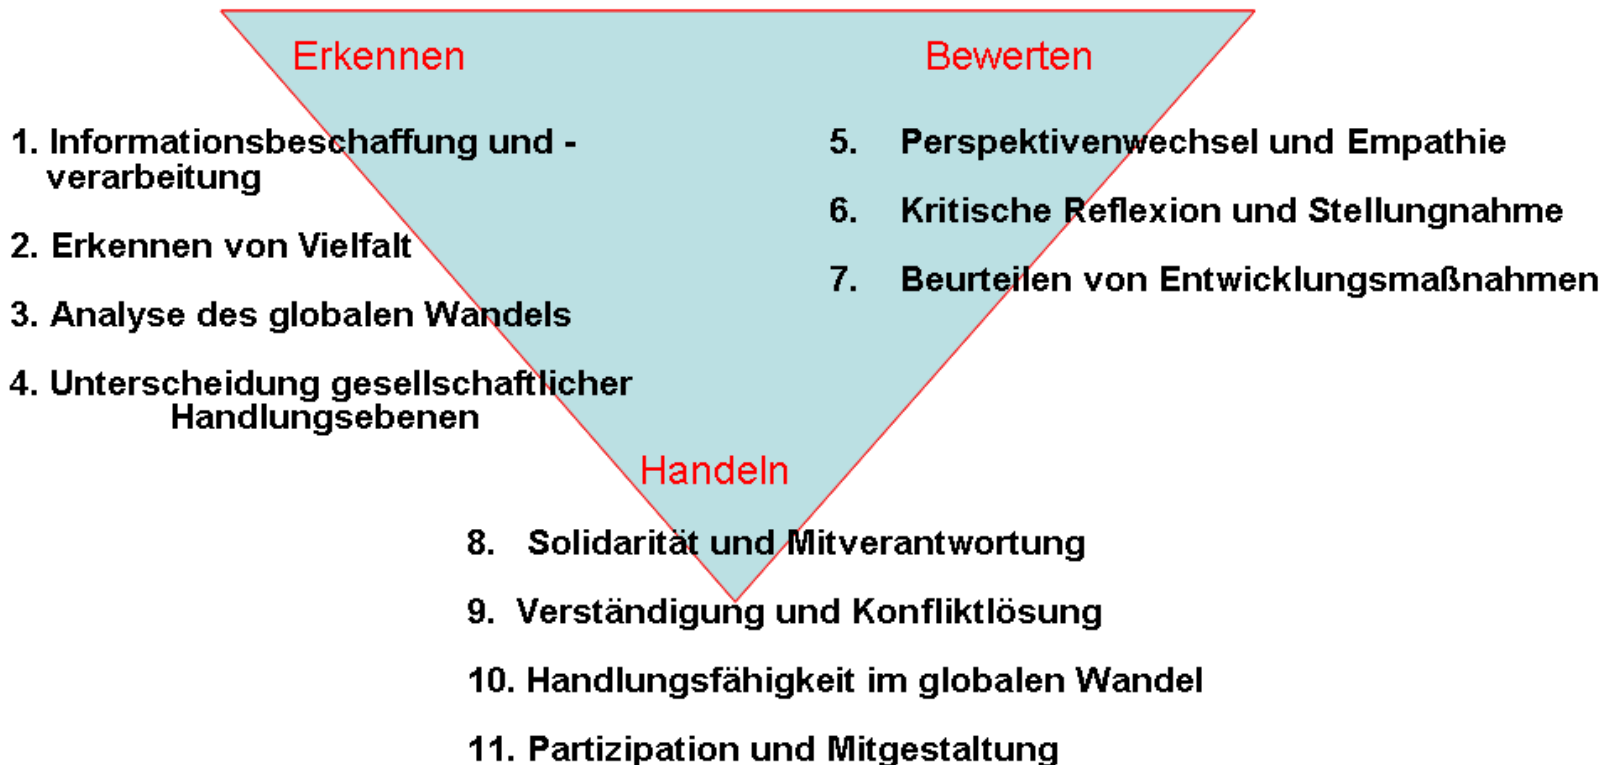 Erkennen
1. Informationsbeschaffung und -
verarbeitung
2. Erkennen von Vielfalt
3. Analyse des globalen Wandels
4. Unterscheidung gesellschaftlicher
Handlungsebenen
Bewerten
5. Perspektivenwechsel und Empathie
6. Kritische Reflexion und Stellungnahme
7. Beurteilen von Entwicklungsmaßnahmen
Handeln
8. Solidarität und Mitverantwortung
9. Verständigung und Konfliktlösung
10. Handlungsfähigkeit im globalen Wandel
11. Partizipation und Mitgestaltung